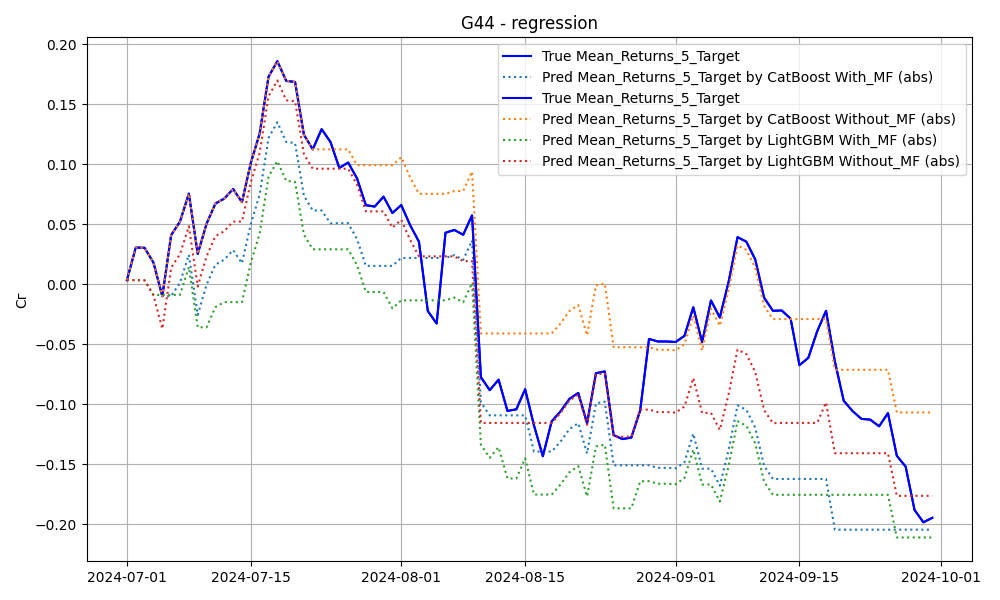 G44 - regression
True Mean_Returns_5_Target
Pred Mean_Returns_5_Target by CatBoost With_MF (abs)
True Mean_Returns_5_Target
Pred Mean_Returns_5_Target by CatBoost Without_MF (abs)
Pred Mean_Returns_5_Target by LightGBM With_MF (abs)
Pred Mean_Returns_5_Target by LightGBM Without_MF (abs)
Cr
0.20
0.15
0.10
0.05
0.00
−0.05
−0.10
−0.15
−0.20
2024-07-01 2024-07-15 2024-08-01 2024-08-15 2024-09-01 2024-09-15 2024-10-01